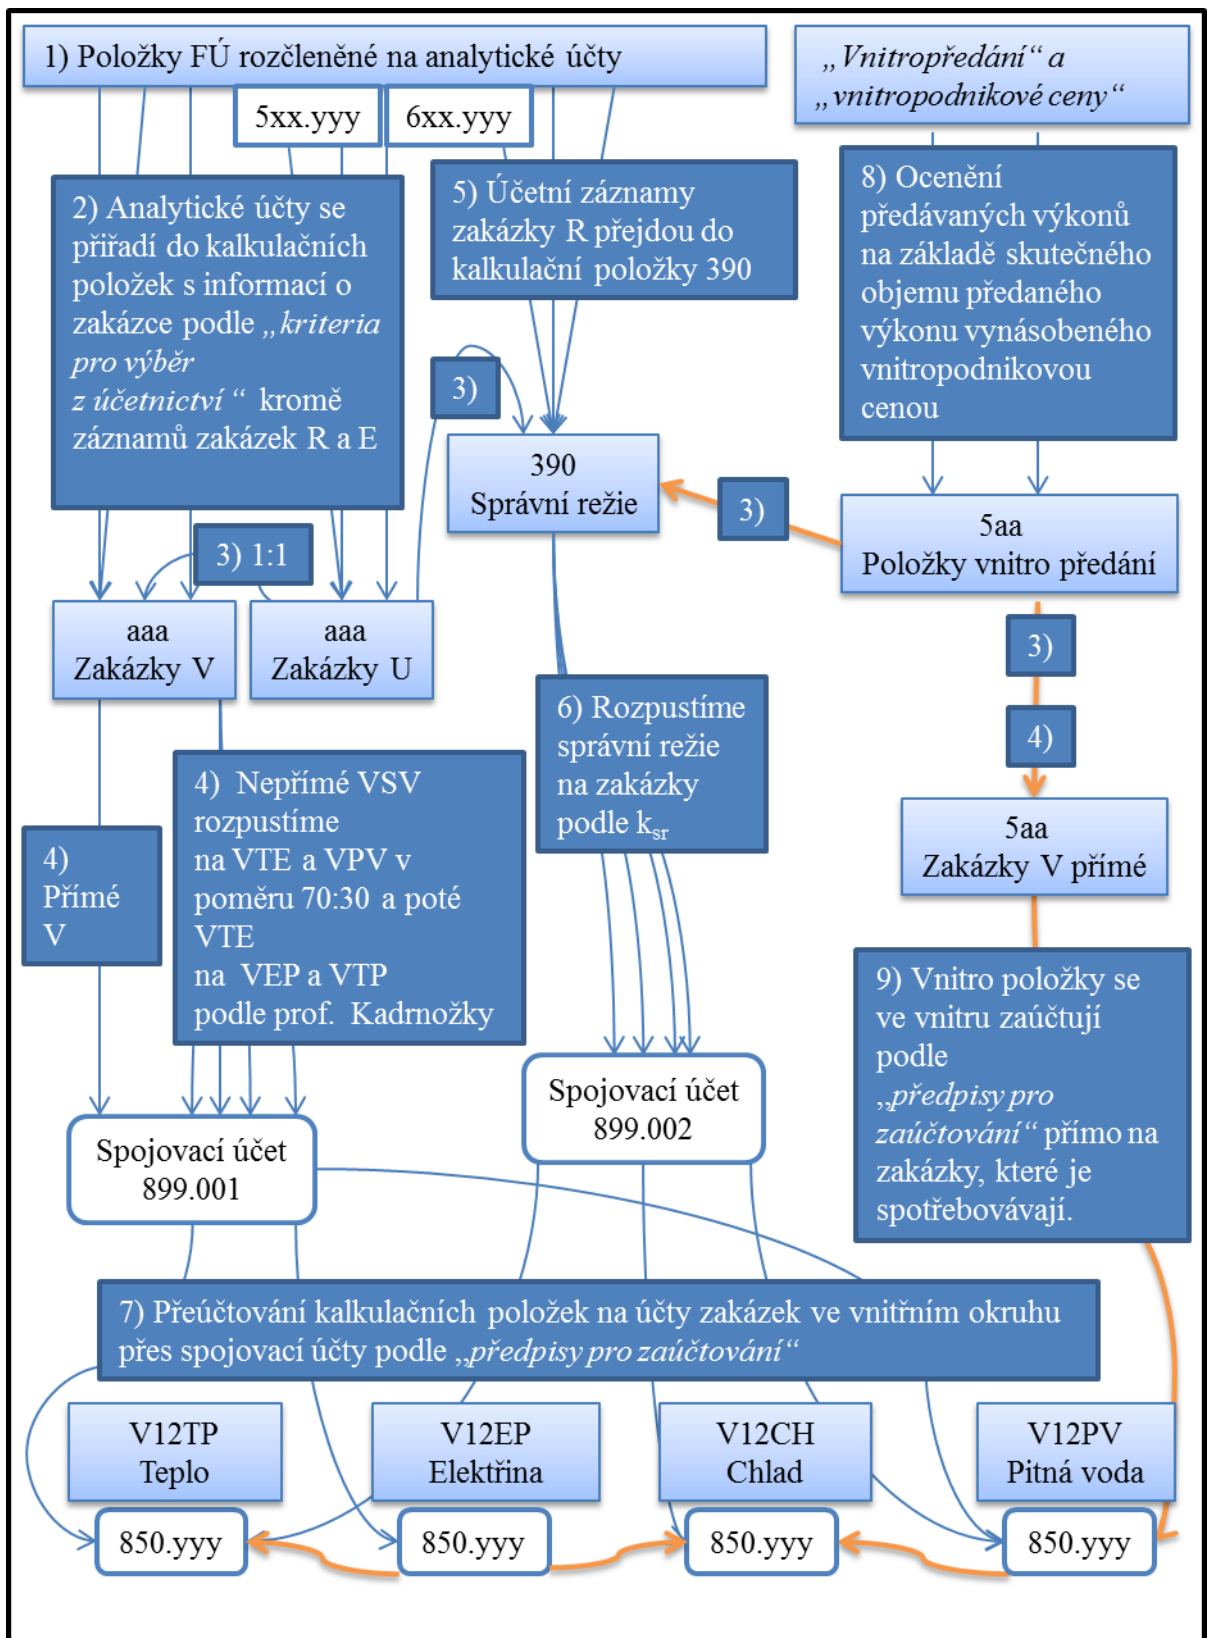 1) Položky FÚ rozčleněné na analytické účty
„Vnitropředání“ a
„vnitropodnikové ceny“
5xx.yyy
6xx.yyy
2) Analytické účty se
přiřadí do kalkulačních
položek s informací o
zakázce podle „kriteria
pro výběr
z účetnictví “ kromě
záznamů zakázek R a E
5) Účetní záznamy
zakázky R přejdou do
kalkulační položky 390
8) Ocenění
předávaných výkonů
na základě skutečného
objemu předaného
výkonu vynásobeného
vnitropodnikovou
cenou
3)
390
Správní režie
3)
5aa
Položky vnitro předání
3) 1:1
aaa
Zakázky V
aaa
Zakázky U
3)
4)
6) Rozpustíme
správní režie
na zakázky
podle ksr
5aa
Zakázky V přímé
4)
Přímé
V
4) Nepřímé VSV
rozpustíme
na VTE a VPV v
poměru 70:30 a poté
VTE
na VEP a VTP
podle prof. Kadrnožky
9) Vnitro položky se
ve vnitru zaúčtují
podle
„předpisy pro
zaúčtování“ přímo na
zakázky, které je
spotřebovávají.
Spojovací účet
899.001
Spojovací účet
899.002
7) Přeúčtování kalkulačních položek na účty zakázek ve vnitřním okruhu
přes spojovací účty podle „předpisy pro zaúčtování“
V12TP
Teplo
V12EP
Elektřina
V12CH
Chlad
V12PV
Pitná voda
850.yyy
850.yyy
850.yyy
850.yyy